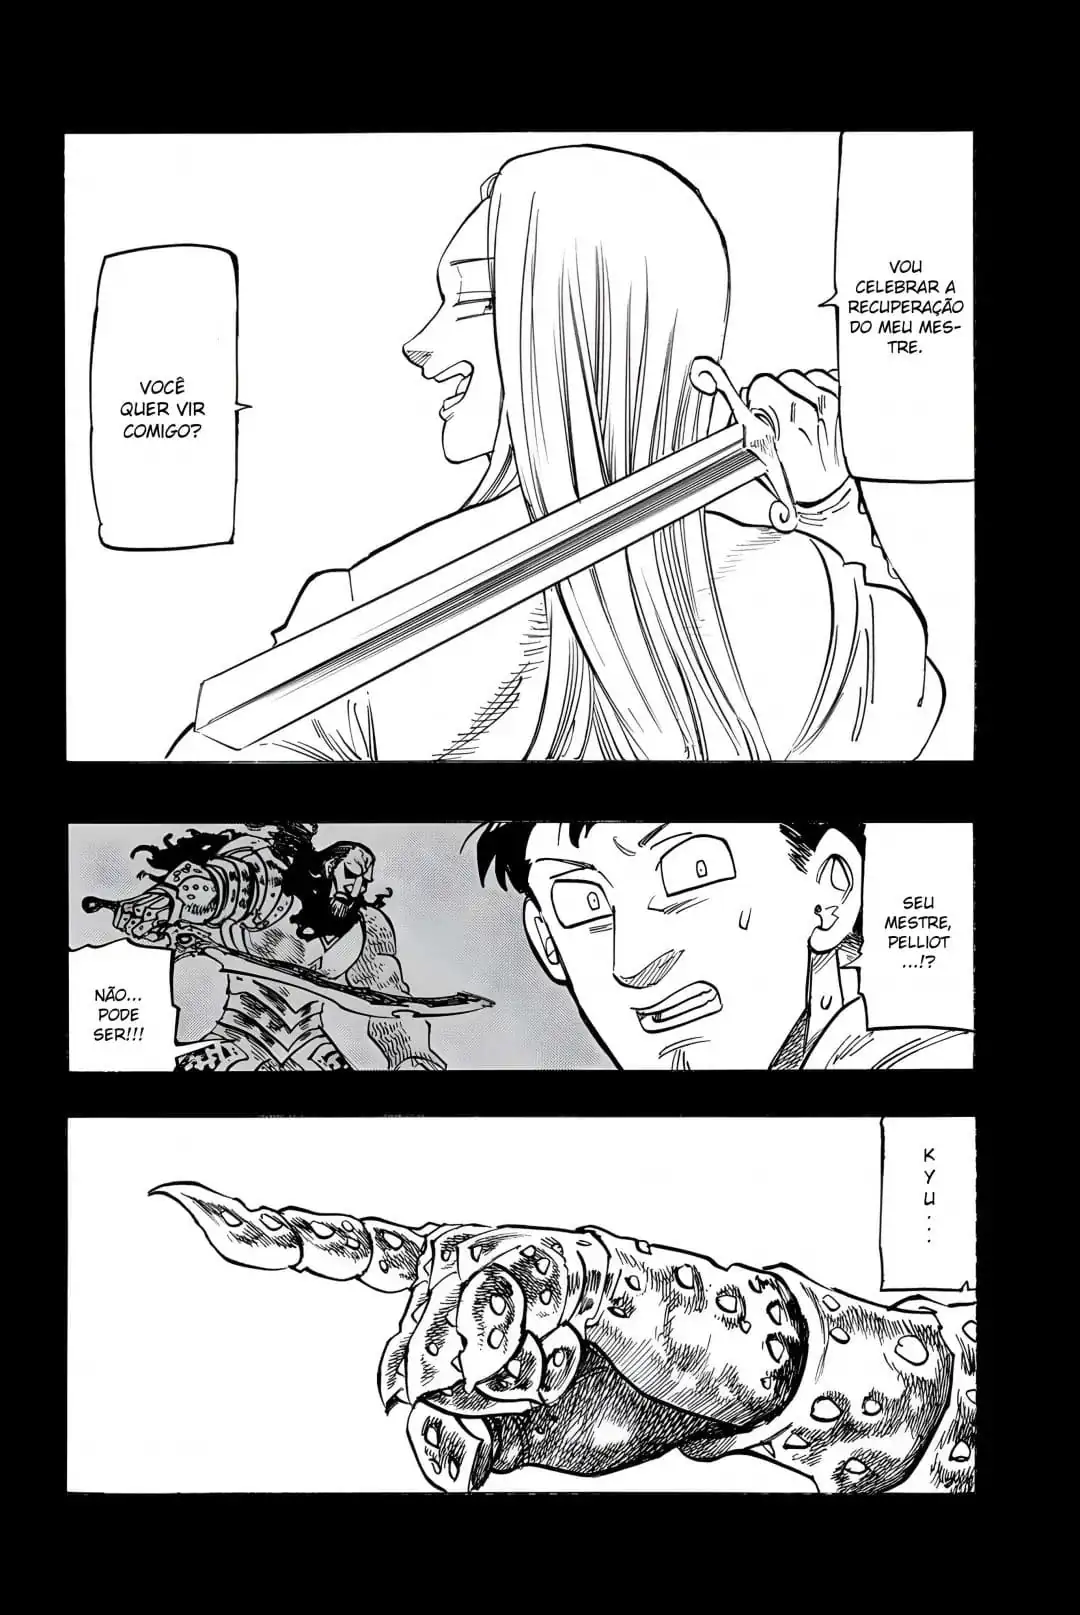 VOU
CELEBRAR A
RECUPERAÇÃO
DO MEU MES-
TRE.
VOCÊ
QUER VIR
COMIGO?
SEU
MESTRE,
PELLIOT
...!?
NÃO...
PODE
SER!!!
K
Y
U
.
.
.